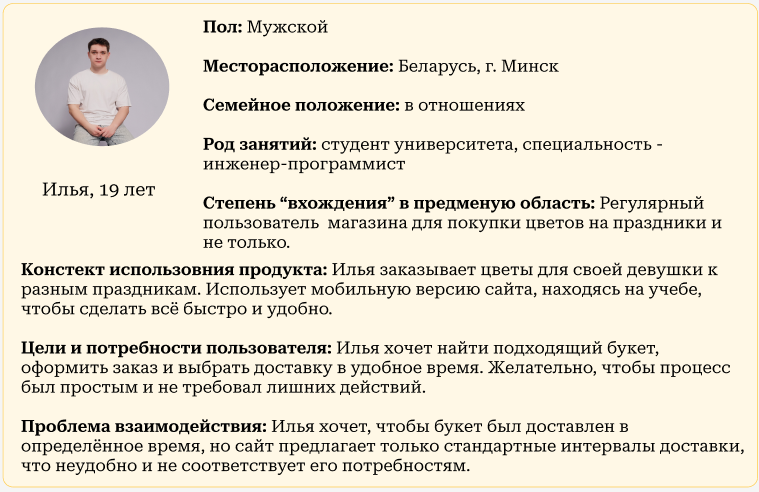 Пол: Мужской
Месторасположение: Беларусь, г. Минск
Семейное положение: в отношениях
Род занятий: студент университета, специальность -
инженер-программист
Илья, 19 лет
Степень “вхождения” в предменую область: Регулярный
пользователь магазина для покупки цветов на праздники и
не только.
Констект использовния продукта: Илья заказывает цветы для своей девушки к
разным праздникам. Использует мобильную версию сайта, находясь на учебе,
чтобы сделать всё быстро и удобно.
Цели и потребности пользователя: Илья хочет найти подходящий букет,
оформить заказ и выбрать доставку в удобное время. Желательно, чтобы процесс
был простым и не требовал лишних действий.
Проблема взаимодействия: Илья хочет, чтобы букет был доставлен в
определённое время, но сайт предлагает только стандартные интервалы доставки,
что неудобно и не соответствует его потребностям.